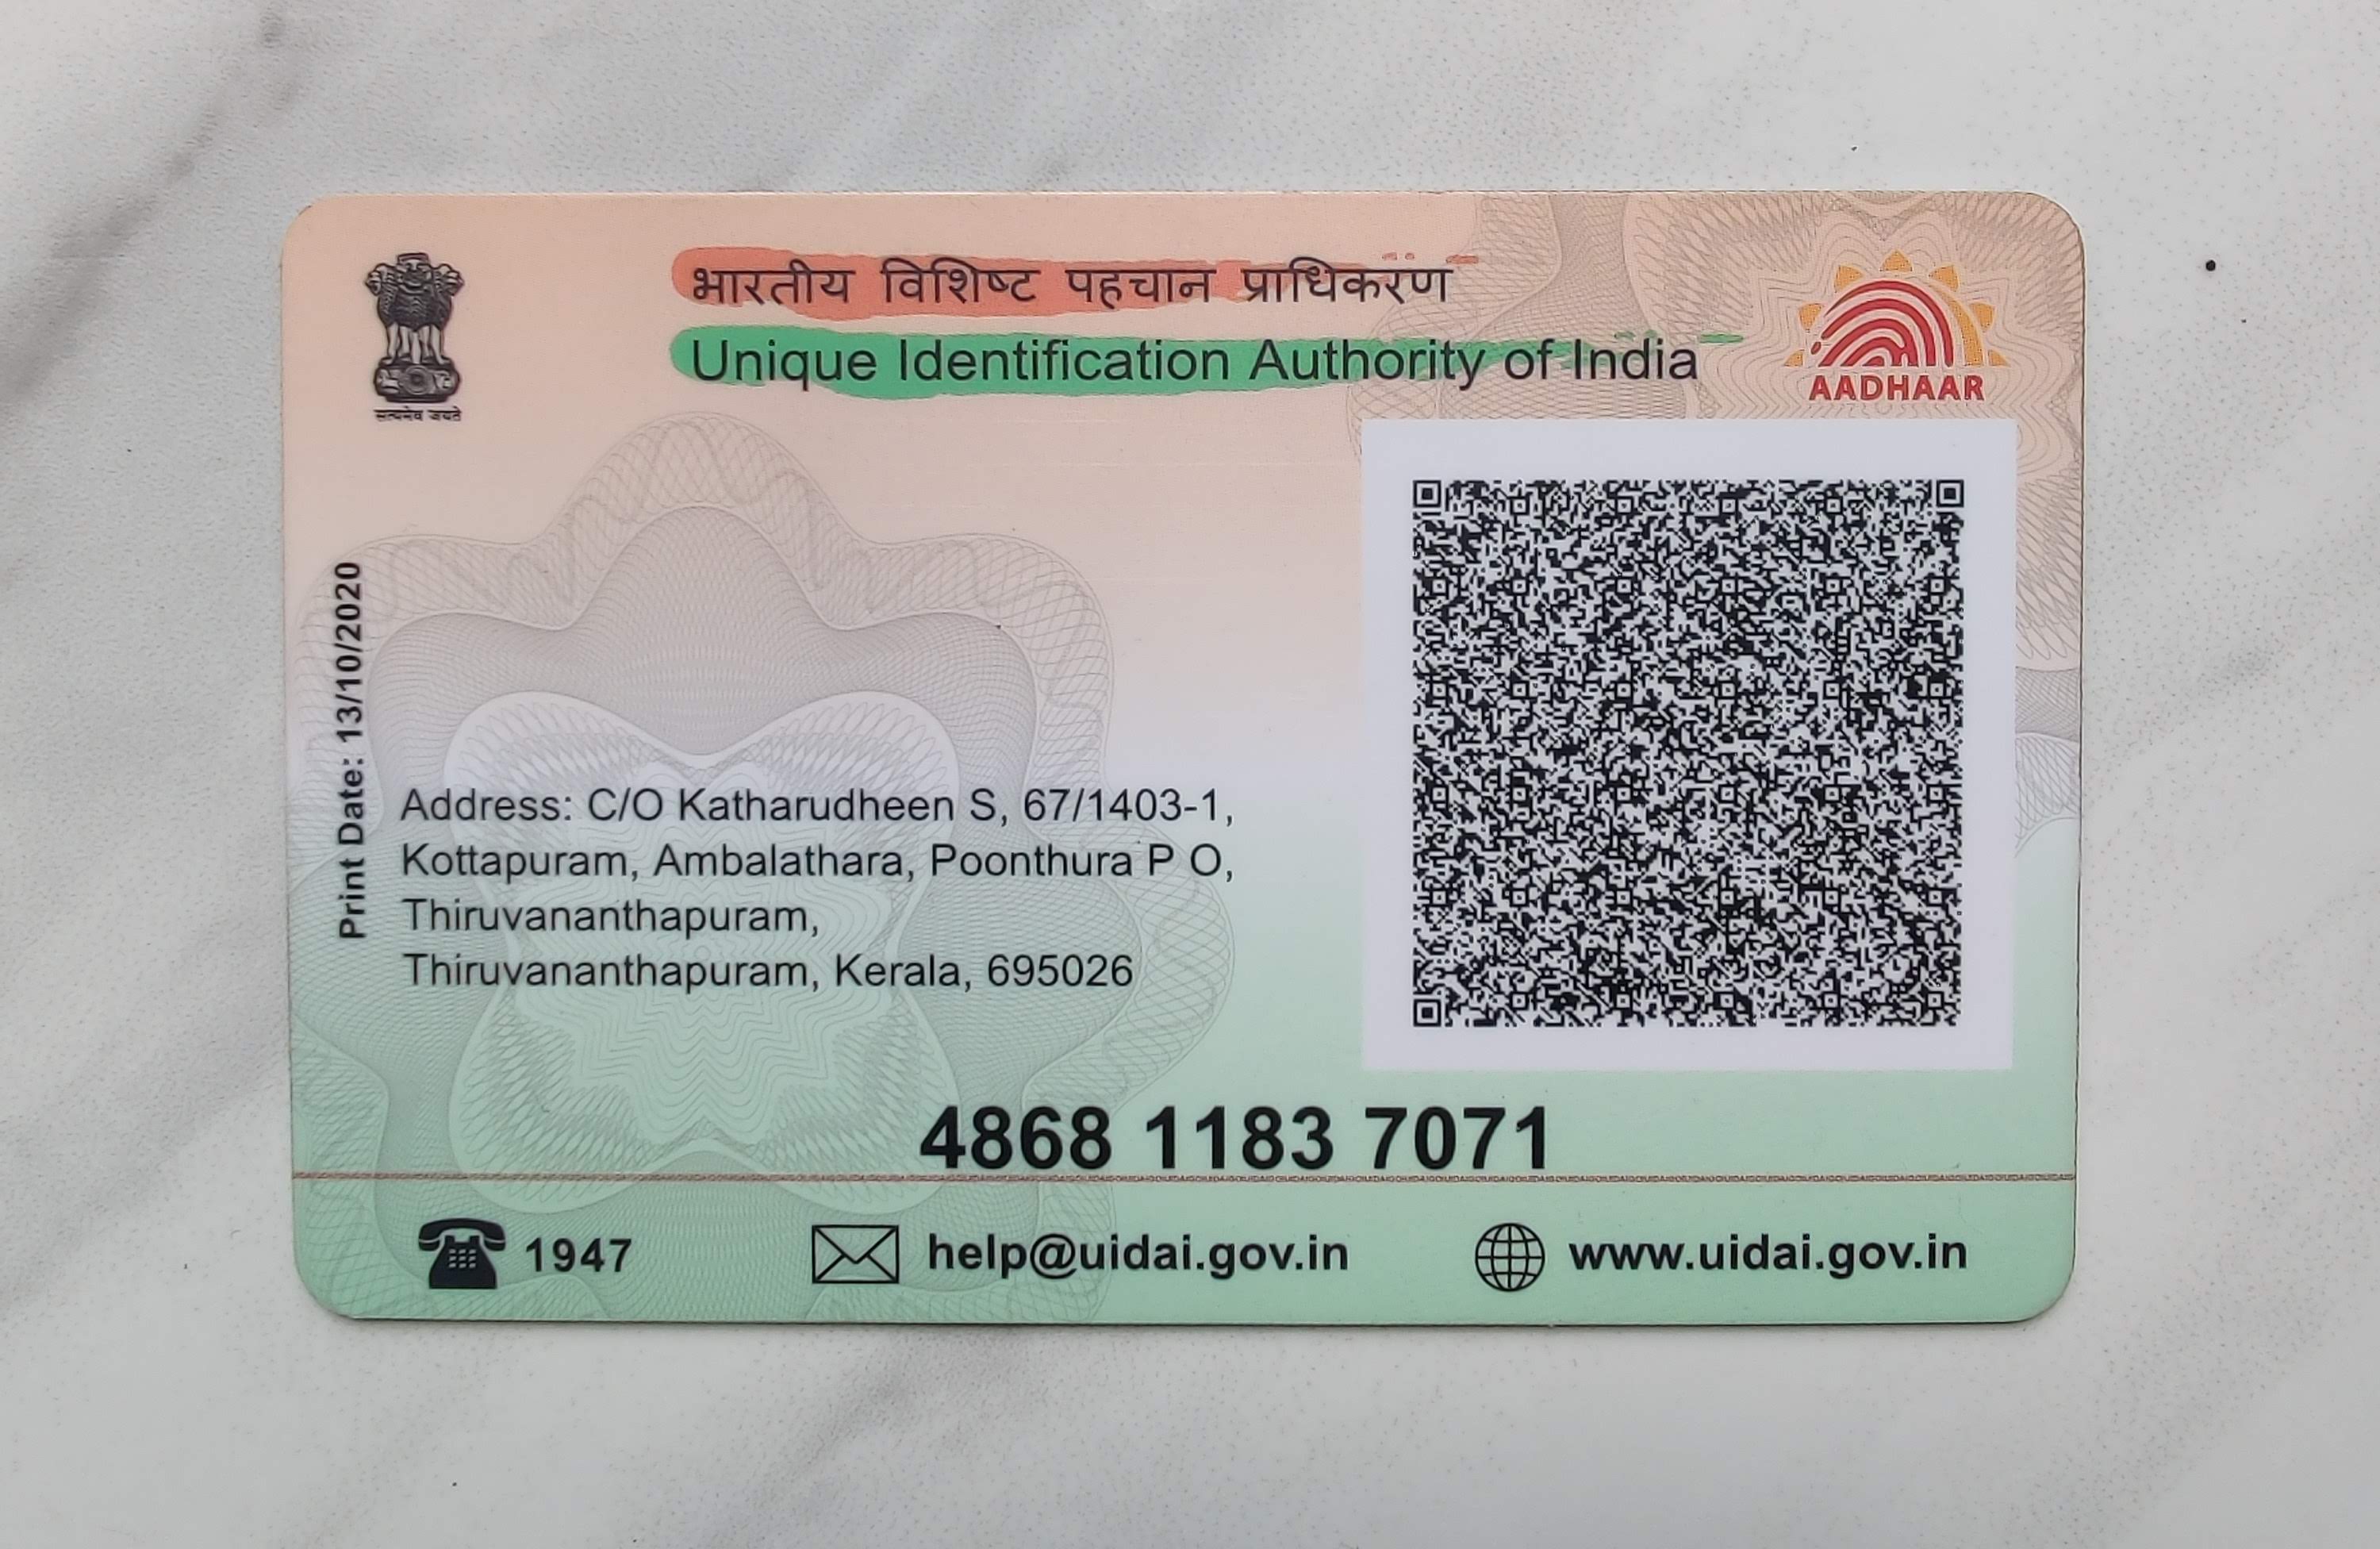 भारतीय विशिष्ट पहचान प्राधिकरण
Unique Identification Authority of India
सत्यमेव जयते
AADHAAR
Print Date: 13/10/2020
Address: C/O Katharudheen S, 67/1403-1,
Kottapuram, Ambalathara, Poonthura P O,
Thiruvananthapuram,
Thiruvananthapuram, Kerala, 695026
4868 1183 7071
1947
help@uidai.gov.in
www.uidai.gov.in